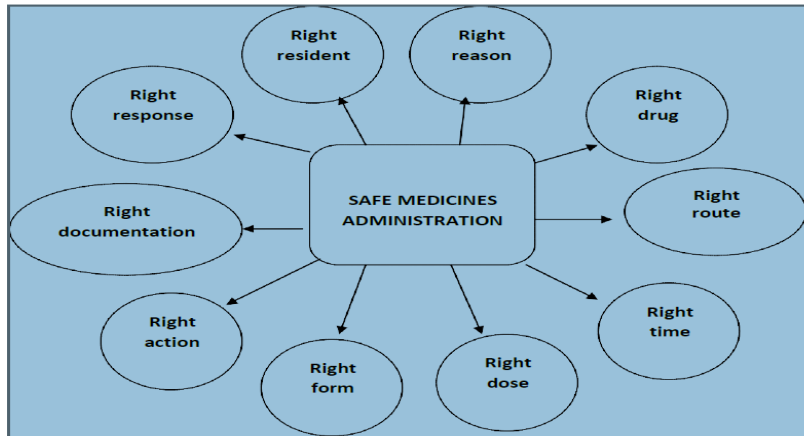 Right
resident
Right
reason
Right
response
Right
drug
SAFE MEDICINES
ADMINISTRATION
Right
documentation
Right
route
Right
action
Right
time
Right
form
Right
dose